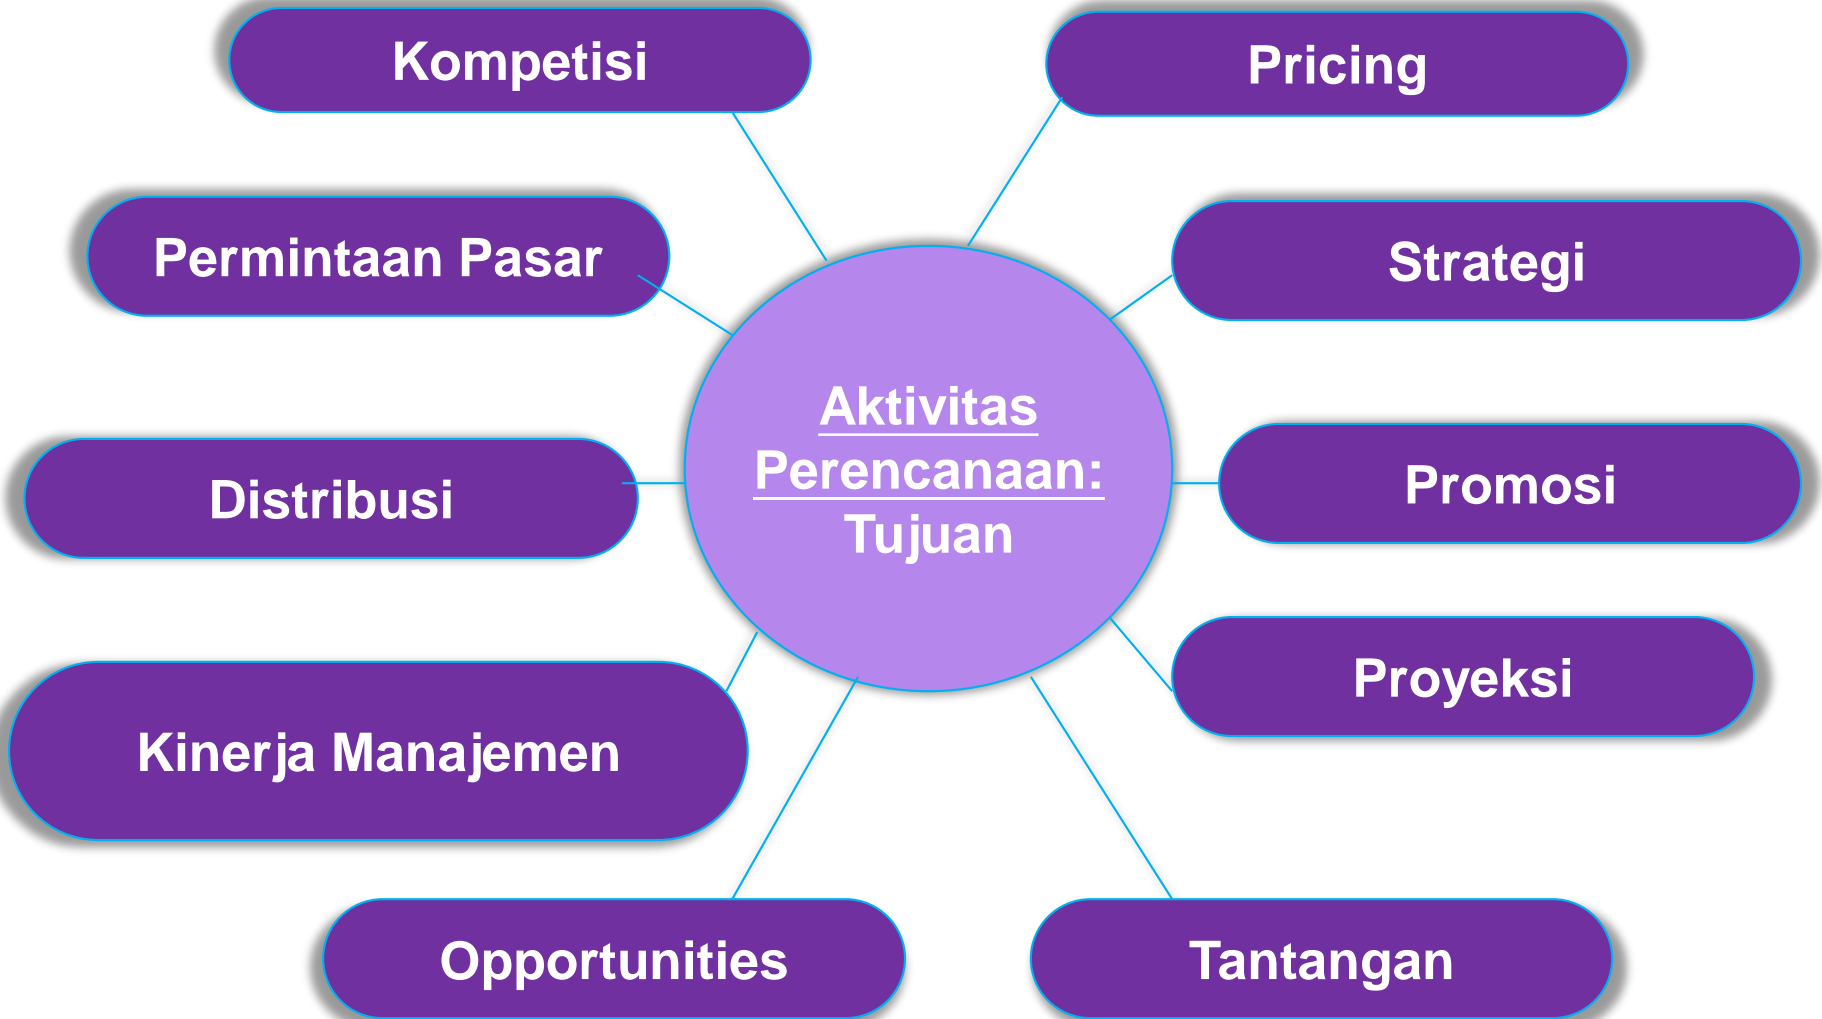 Kompetisi
Pricing
Permintaan Pasar
Strategi
Aktivitas
Perencanaan:
Tujuan
Distribusi
Promosi
Proyeksi
Kinerja Manajemen
Opportunities
Tantangan